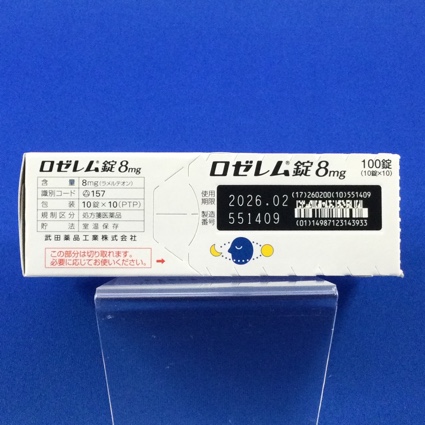 ロゼレム錠8mg
含量 8mg(ラメルテオン)
識別コード 157
包装 10錠×10(PTP)
規制区分 処方箋医薬品
貯法 室温保存
武田薬品工業株式会社
この部分は切り取れます。
必要に応じてお使いください。
ロゼレム錠8mg
100錠
(10錠×10)
使用期限 2026.02
製造番号 551409
(17)260200(10)551409
(01)14987123143933